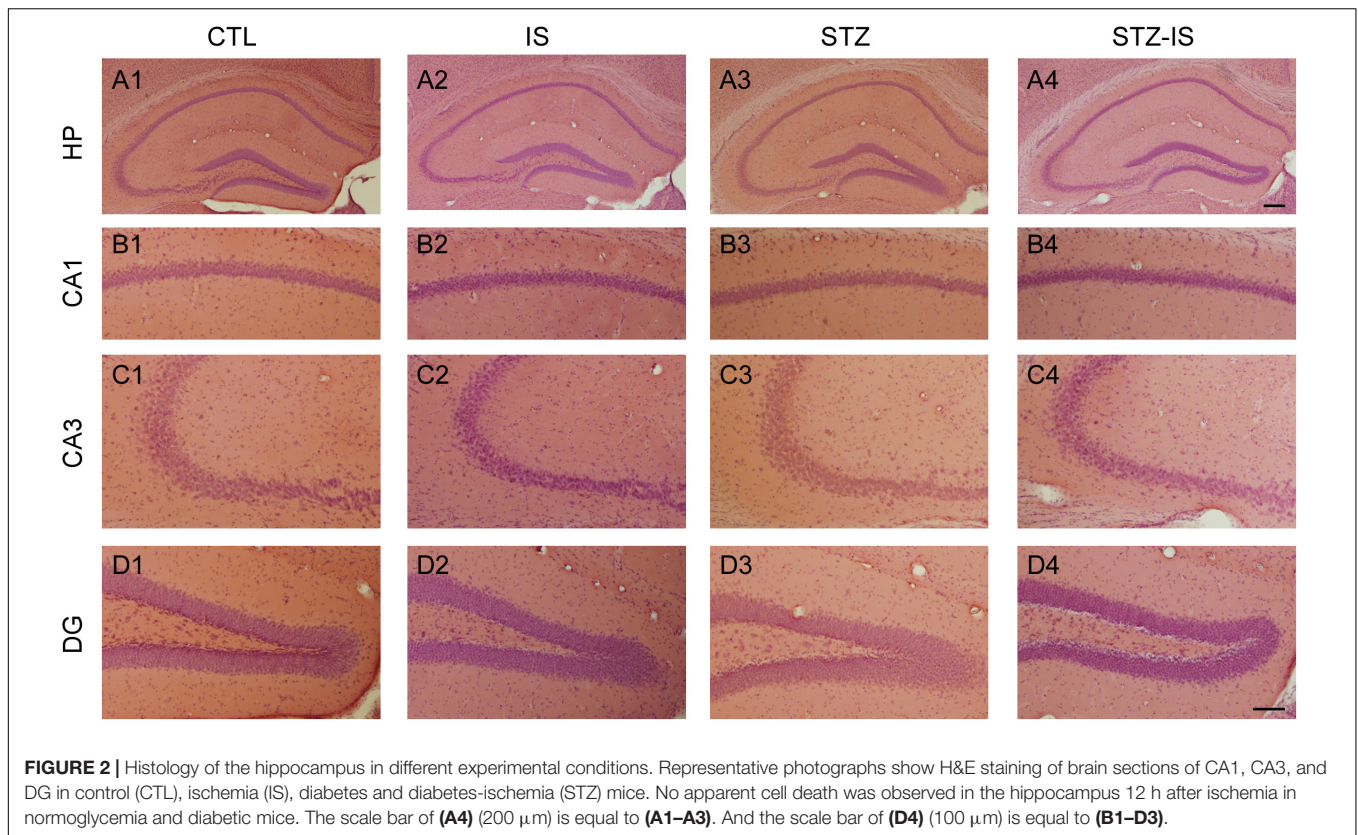 CTL IS STZ STZ-IS
HP A1 A2 A3 A4
CA1 B1 B2 B3 B4
CA3 C1 C2 C3 C4
DG D1 D2 D3 D4
FIGURE 2 | Histology of the hippocampus in different experimental conditions. Representative photographs show H&E staining of brain sections of CA1, CA3, and
DG in control (CTL), ischemia (IS), diabetes and diabetes-ischemia (STZ) mice. No apparent cell death was observed in the hippocampus 12 h after ischemia in
normoglycemia and diabetic mice. The scale bar of (A4) (200 μm) is equal to (A1–A3). And the scale bar of (D4) (100 μm) is equal to (B1–D3).